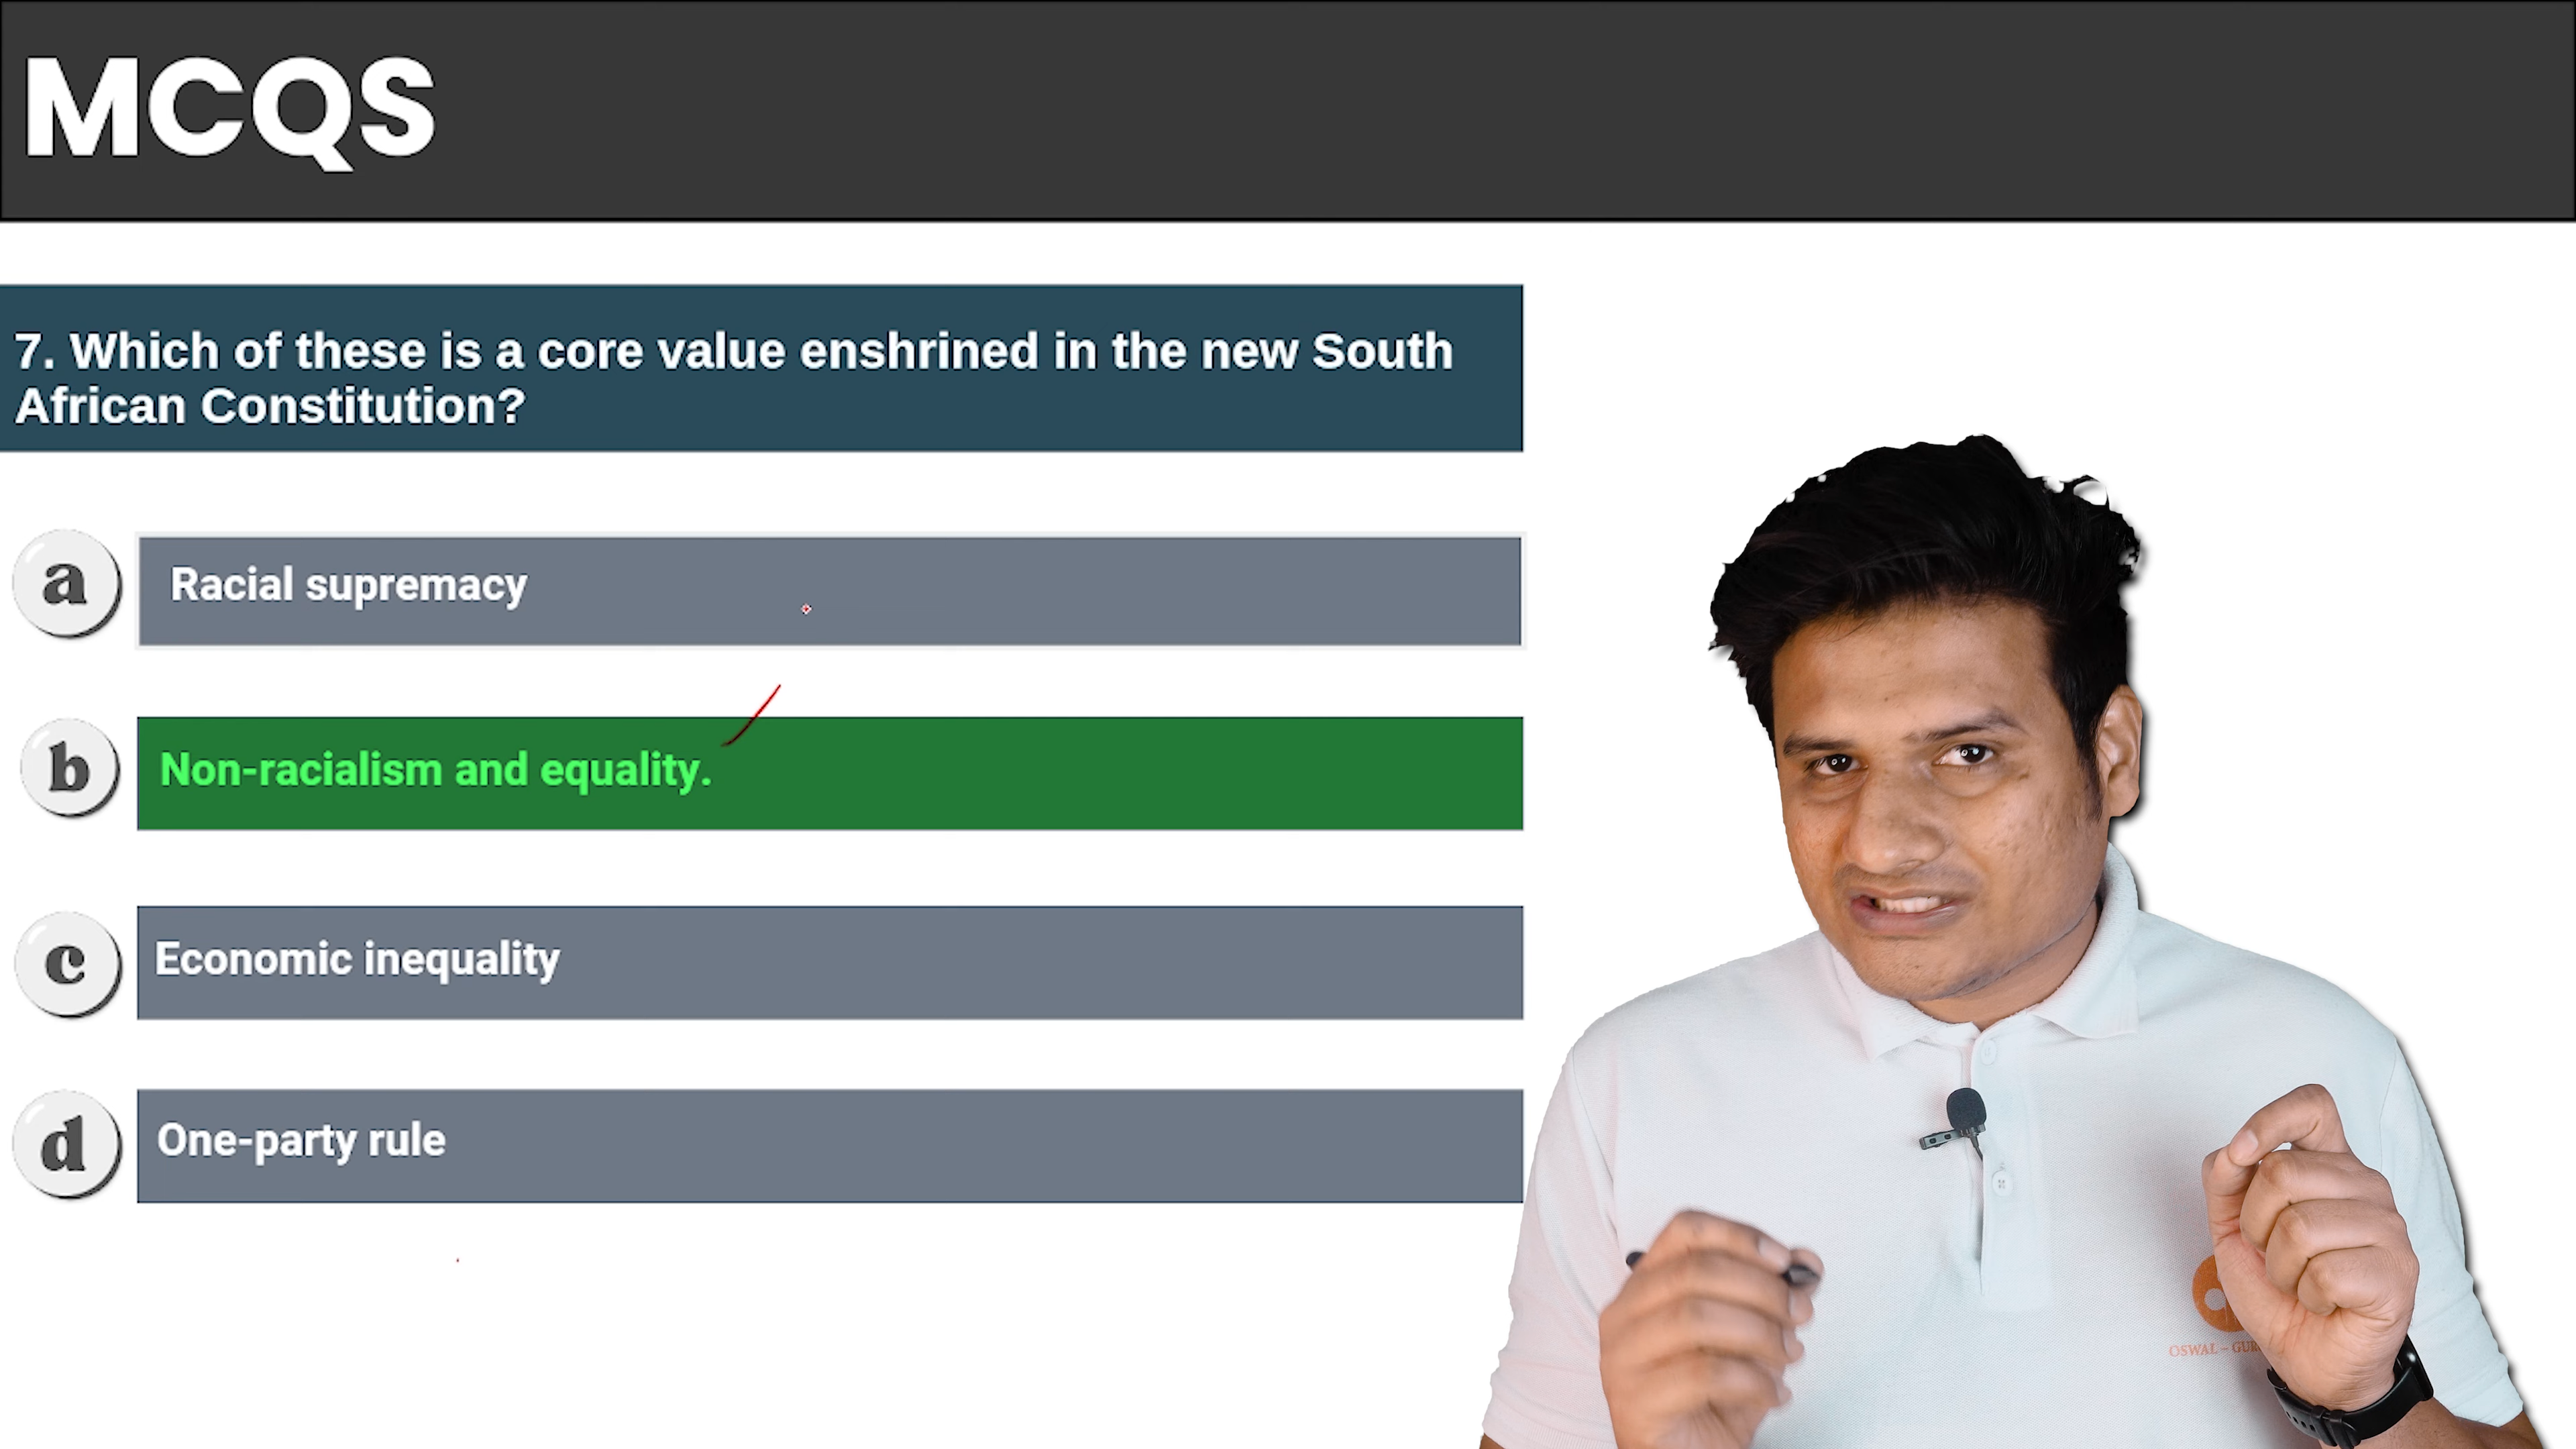 MCQS
7. Which of these is a core value enshrined in the new South
African Constitution?
a Racial supremacy
b Non-racialism and equality.
c Economic inequality
d One-party rule
OSWAL -